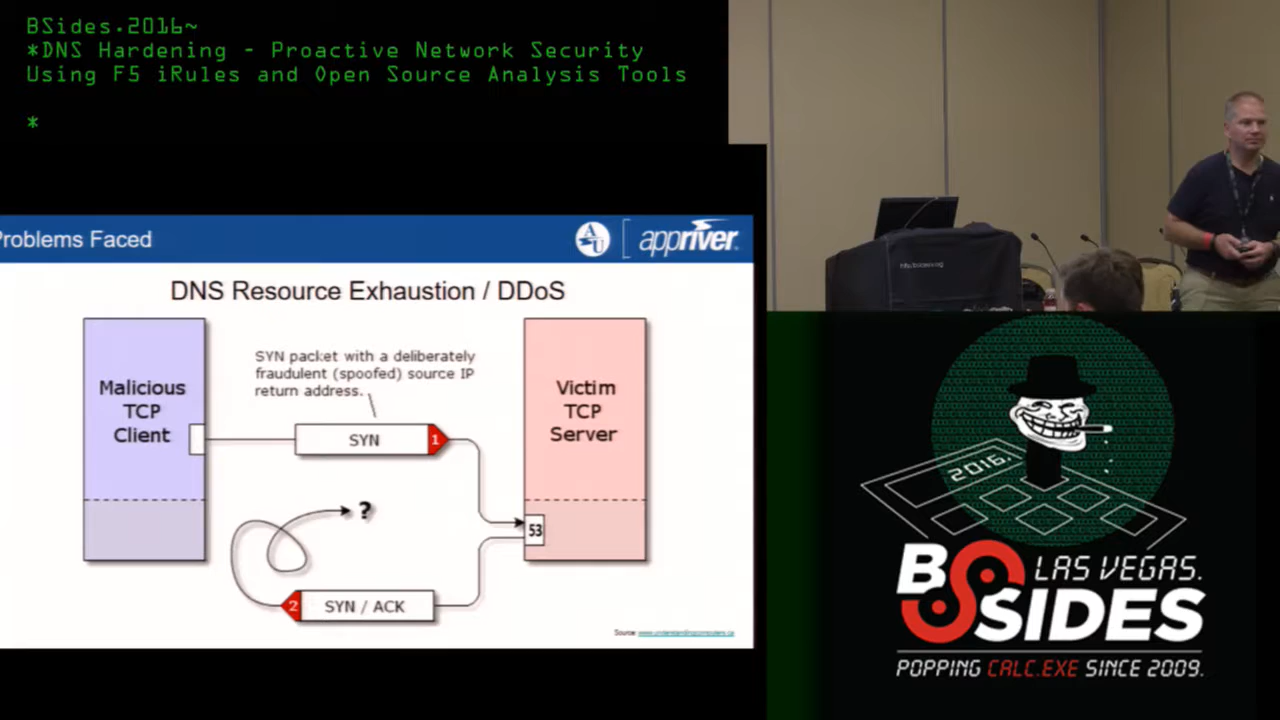 BSides.2016~
*DNS Hardening - Proactive Network Security
Using F5 iRules and Open Source Analysis Tools
*
Problems Faced
appriver
DNS Resource Exhaustion / DDoS
Malicious
TCP
Client
SYN packet with a deliberately
fraudulent (spoofed) source IP
return address.
SYN
1
Victim
TCP
Server
?
53
2
SYN / ACK
Source:
2016.
BSIDES
LAS VEGAS.
POPPING CALC.EXE SINCE 2009.